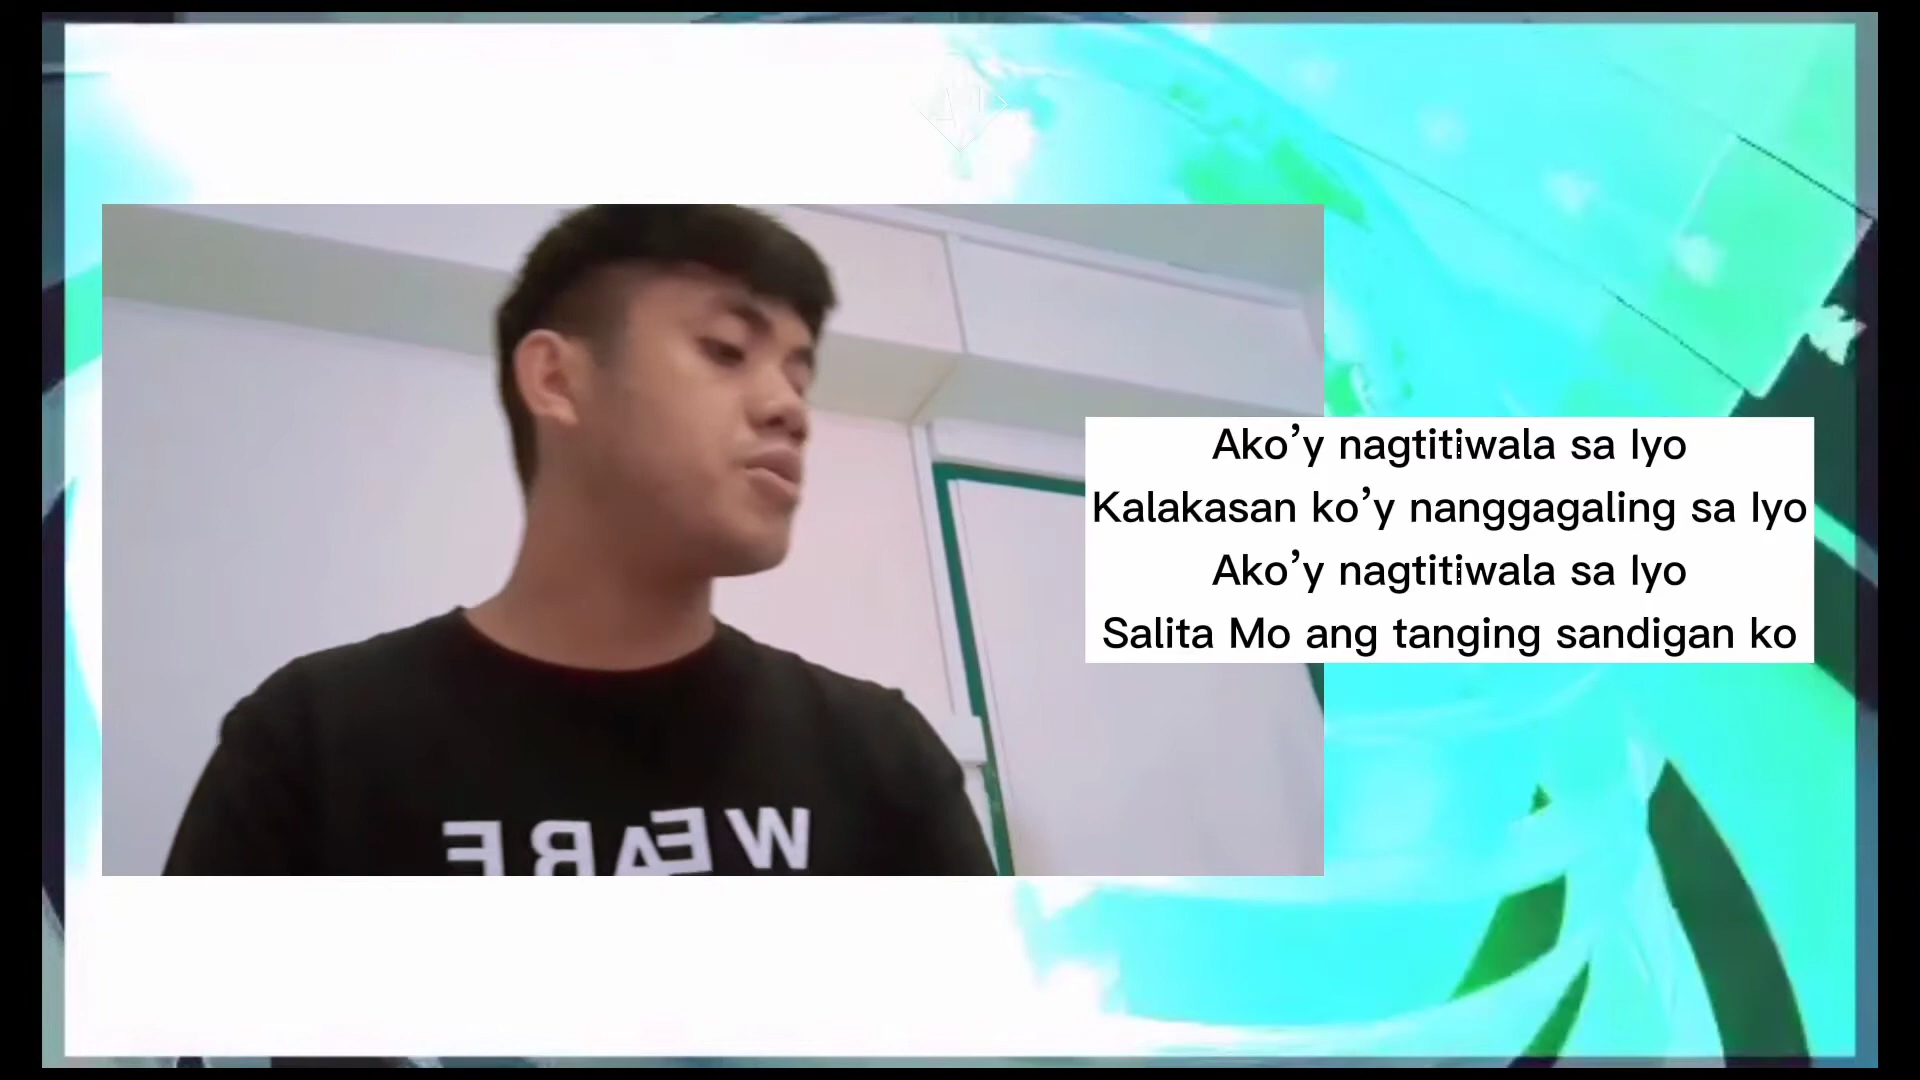 Ako’y nagtitiwala sa Iyo
Kalakasan ko’y nanggagaling sa Iyo
Ako’y nagtitiwala sa Iyo
Salita Mo ang tanging sandigan ko
WEARE